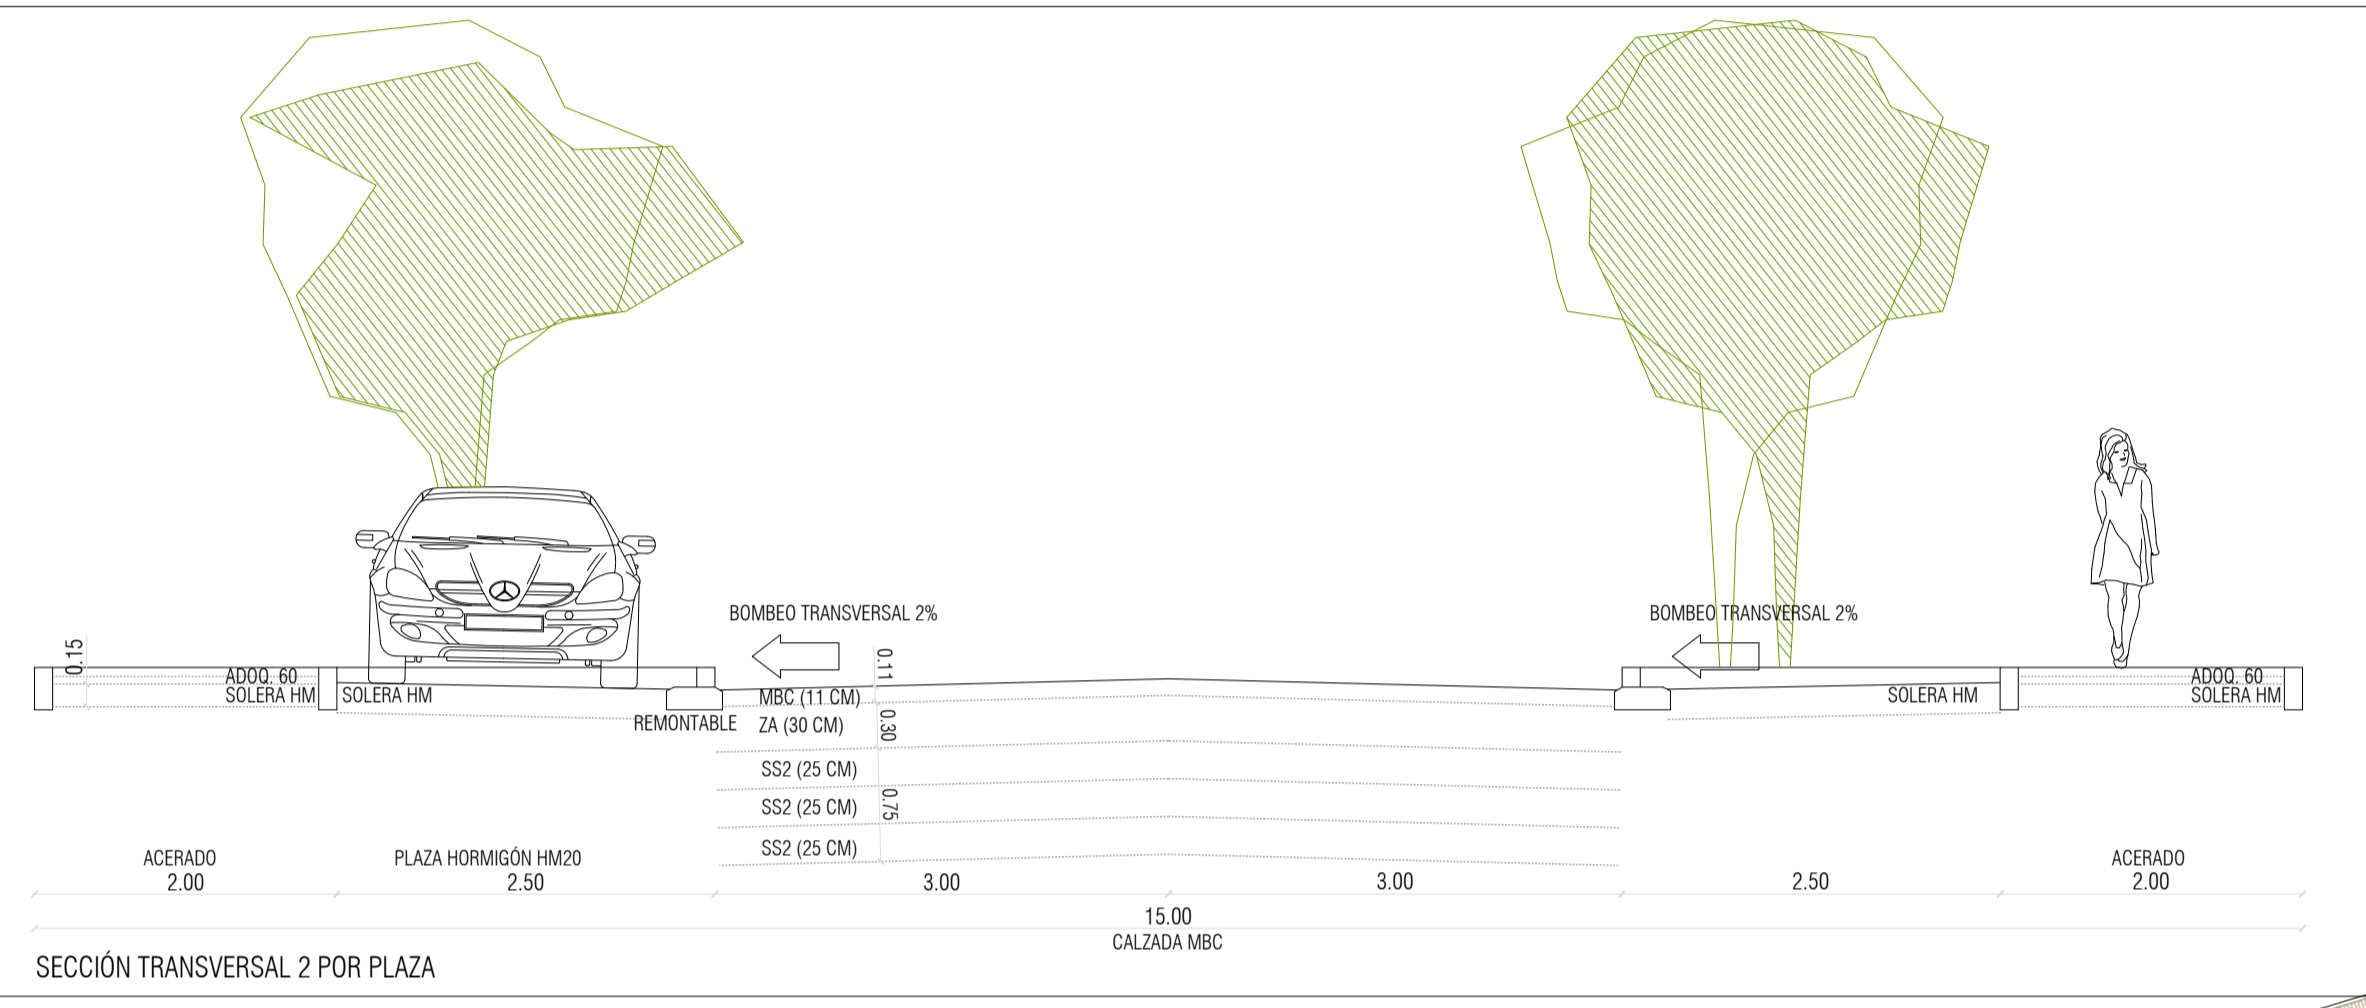 BOMBEO TRANSVERSAL 2%
BOMBEO TRANSVERSAL 2%
0.15
0.11
ADOQ. 60
SOLERA HM
SOLERA HM
REMONTABLE
MBC (11 CM)
ZA (30 CM)
0.30
SS2 (25 CM)
SS2 (25 CM)
0.75
SS2 (25 CM)
SOLERA HM
ADOQ. 60
SOLERA HM
ACERADO
PLAZA HORMIGÓN HM20
ACERADO
2.00
2.50
3.00
3.00
2.50
2.00
15.00
CALZADA MBC
SECCIÓN TRANSVERSAL 2 POR PLAZA